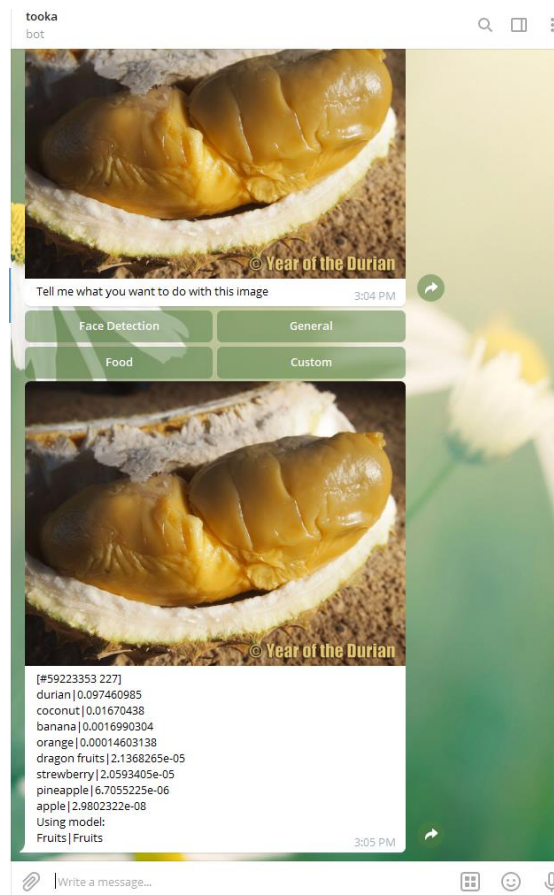 tooka
bot
© Year of the Durian
Tell me what you want to do with this image
3:04 PM
Face Detection
General
Food
Custom
© Year of the Durian
[#59223353 227]
durian|0.097460985
coconut|0.01670438
banana|0.0016990304
orange|0.00014603138
dragon fruits|2.1368265e-05
strewberry|2.0593405e-05
pineapple|6.7055225e-06
apple|2.9802322e-08
Using model:
Fruits|Fruits
3:05 PM
Write a message...